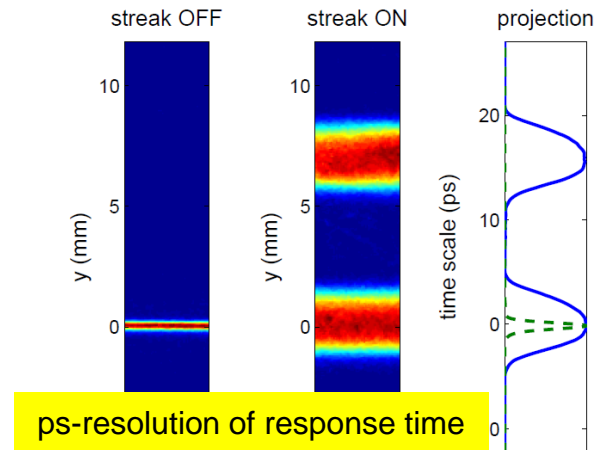 streak OFF
streak ON
projection
10
5
0
y (mm)
10
5
0
y (mm)
20
10
0
0
time scale (ps)
ps-resolution of response time